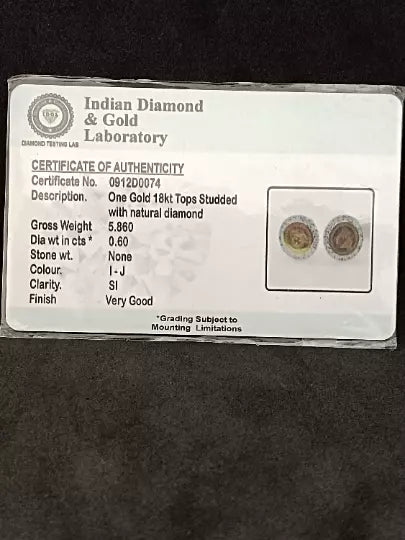 Indian Diamond
& Gold
Laboratory
DIAMOND TESTING LAB
CERTIFICATE OF AUTHENTICITY
Certificate No. 0912D0074
Description. One Gold 18kt Tops Studded
with natural diamond
Gross Weight 5.860
Dia wt in cts * 0.60
Stone wt. None
Colour. I - J
Clarity. SI
Finish Very Good
*Grading Subject to
Mounting Limitations